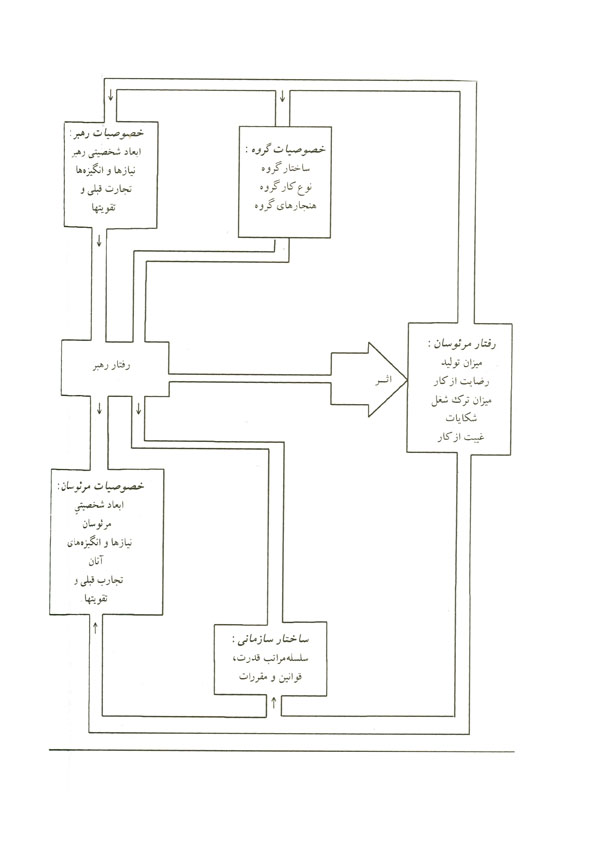 خصوصیات رهبر:
ابعاد شخصیتی رهبر
نیازها و انگیزه‌ها
تجارت قبلی و
تقویتها
خصوصیات گروه :
ساختار گروه
نوع کار گروه
هنجارهای گروه
رفتار رهبر
اثـر
رفتار مرئوسان :
میزان تولید
رضایت از کار
میزان ترک شغل
شکایات
غیبت از کار
خصوصیات مرئوسان:
ابعاد شخصیتی
مرئوسان
نیازها و انگیزه‌های
آنان
تجارب قبلی و
تقویتها
ساختار سازمانی :
سلسله‌مراتب قدرت،
قوانین و مقررات